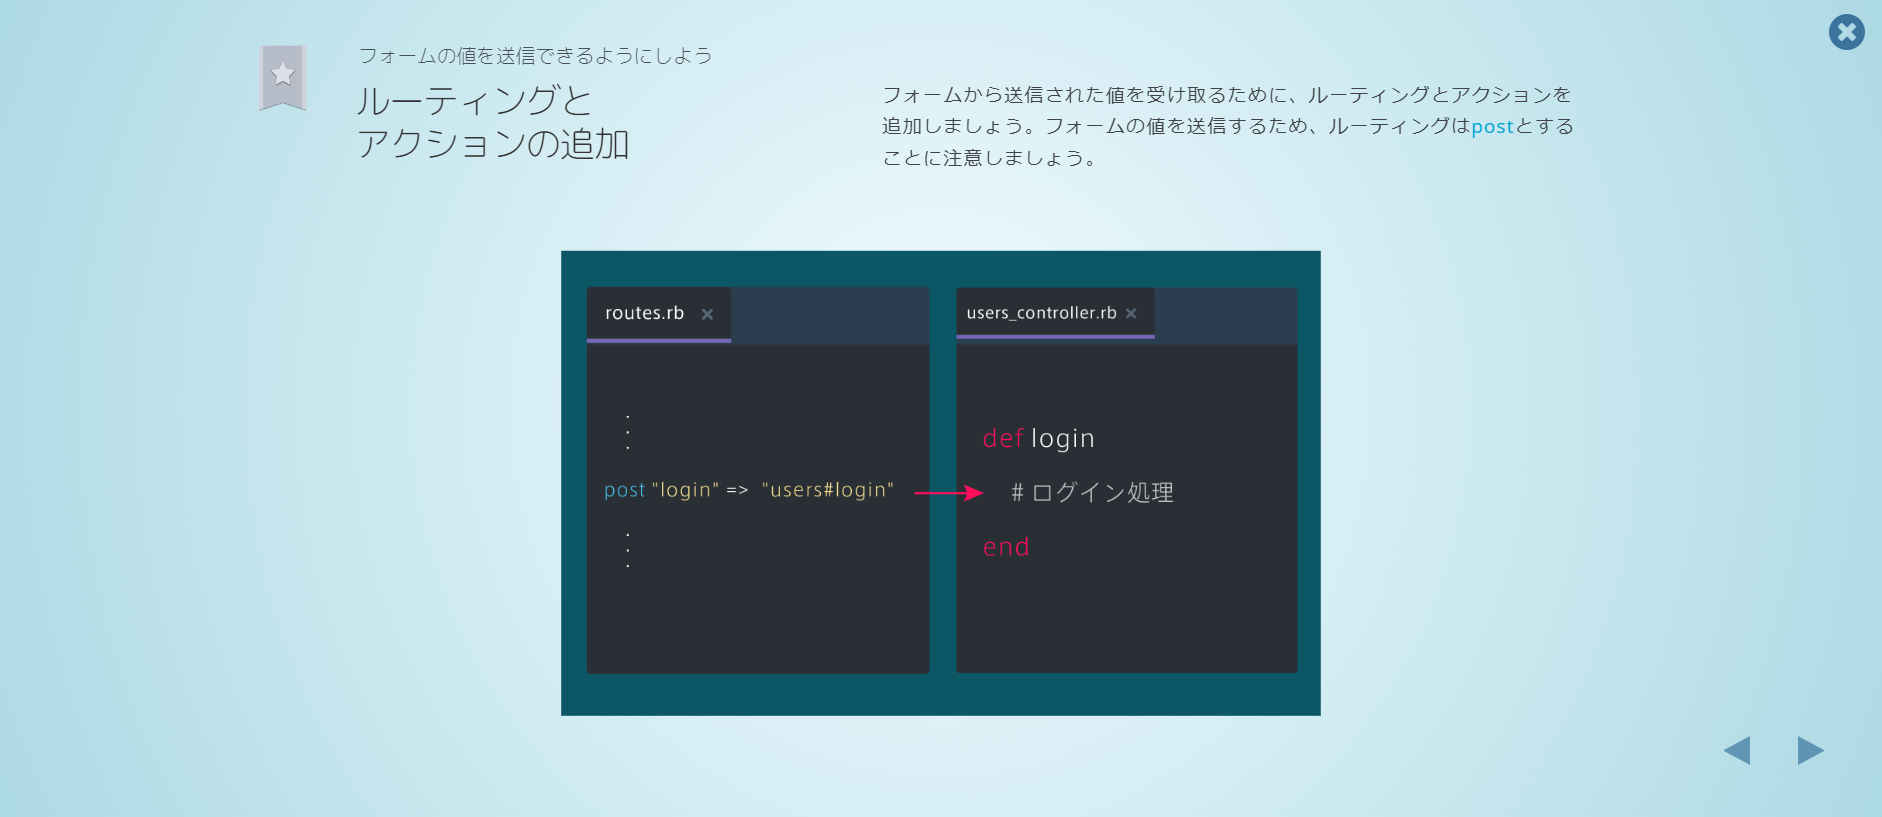 フォームの値を送信できるようにしよう
ルーティングと
アクションの追加
フォームから送信された値を受け取るために、ルーティングとアクションを
追加しましょう。フォームの値を送信するため、ルーティングはpostとする
ことに注意しましょう。
routes.rb
post "login" => "users#login"
users_controller.rb
def login
# ログイン処理
end